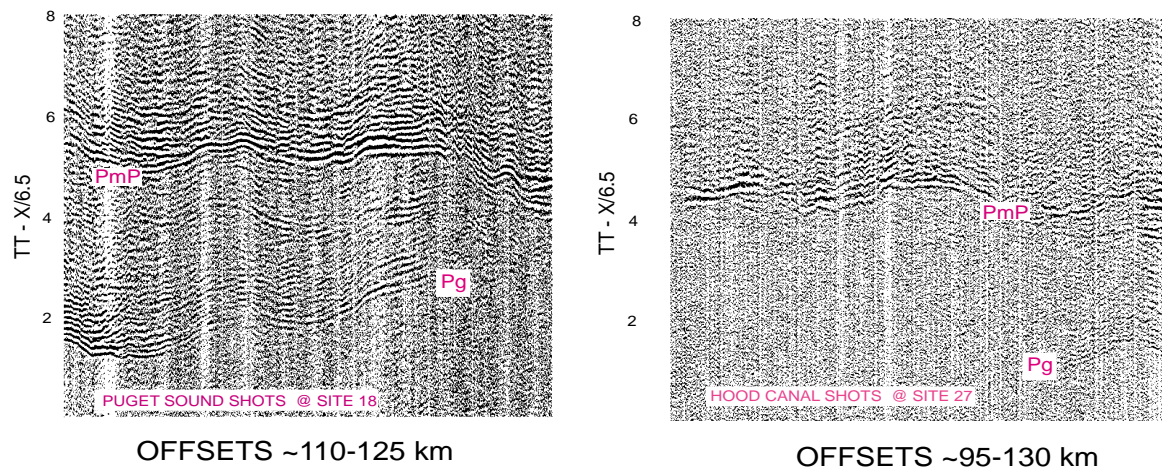 8
6
4
2
TT - X/6.5
PmP
Pg
PUGET SOUND SHOTS @ SITE 18
OFFSETS ~110-125 km
8
6
4
2
TT - X/6.5
PmP
Pg
HOOD CANAL SHOTS @ SITE 27
OFFSETS ~95-130 km